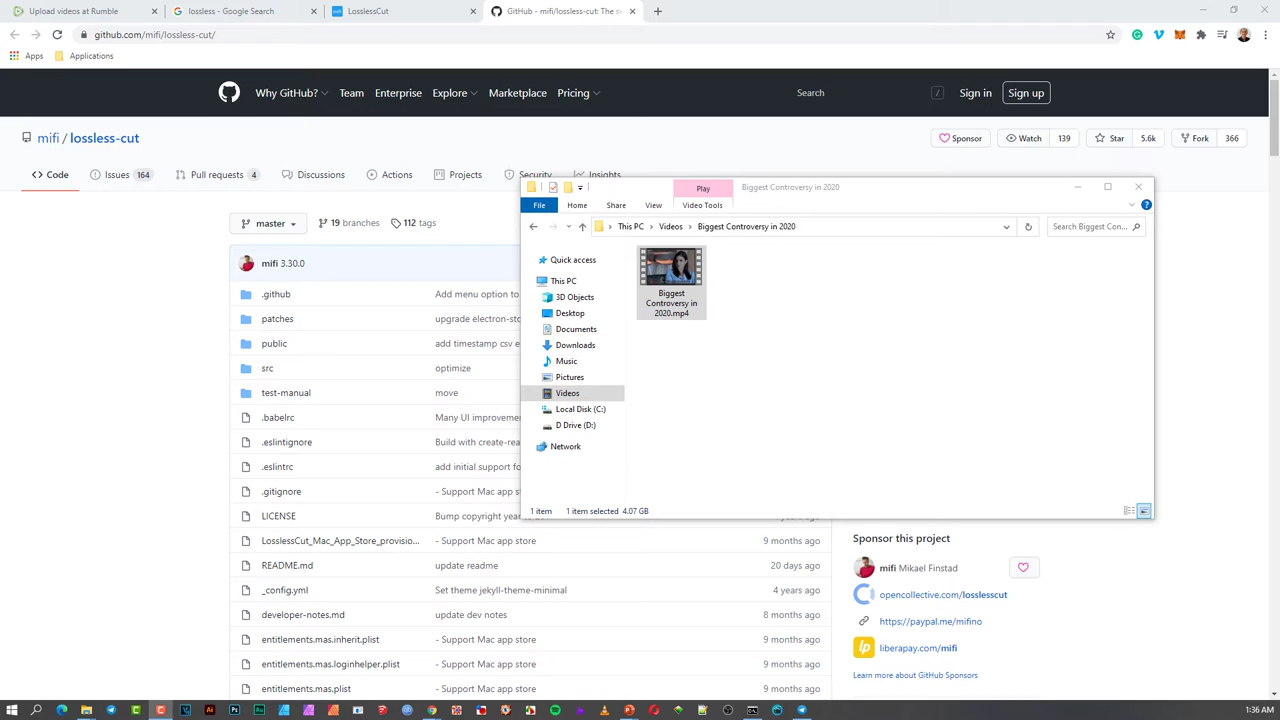 Upload videos at Rumble
lossless - Google Search
LosslessCut
GitHub - mifi/lossless-cut: The s
github.com/mifi/lossless-cut/
Apps
Applications
Why GitHub?
Team
Enterprise
Explore
Marketplace
Pricing
Search
/
Sign in
Sign up
mifi / lossless-cut
Sponsor
Watch 139
Star 5.6k
Fork 366
Code
Issues 164
Pull requests 4
Discussions
Actions
Projects
Security
Insights
master
19 branches
112 tags
mifi 3.30.0
.github Add menu option to
patches upgrade electron-sto
public add timestamp csv e
src optimize
test-manual move
.babelrc Many UI improveme
.eslintignore Build with create-rea
.eslintrc add initial support fo
.gitignore - Support Mac app st
LICENSE Bump copyright year
LosslessCut_Mac_App_Store_provisio... - Support Mac app store 9 months ago
README.md update readme 20 days ago
_config.yml Set theme jekyll-theme-minimal 4 years ago
developer-notes.md update dev notes 8 months ago
entitlements.mas.inherit.plist - Support Mac app store 9 months ago
entitlements.mas.loginhelper.plist - Support Mac app store 9 months ago
entitlements.mas.plist - Support Mac app store 9 months ago
Play
Biggest Controversy in 2020
File
Home
Share
View
Video Tools
This PC
Videos
Biggest Controversy in 2020
Search Biggest Con...
Quick access
This PC
3D Objects
Desktop
Documents
Downloads
Music
Pictures
Videos
Local Disk (C:)
D Drive (D:)
Network
Biggest
Controversy in
2020.mp4
1 item
1 item selected 4.07 GB
Sponsor this project
mifi Mikael Finstad
opencollective.com/losslesscut
https://paypal.me/mifino
liberapay.com/mifi
Learn more about GitHub Sponsors
1:36 AM